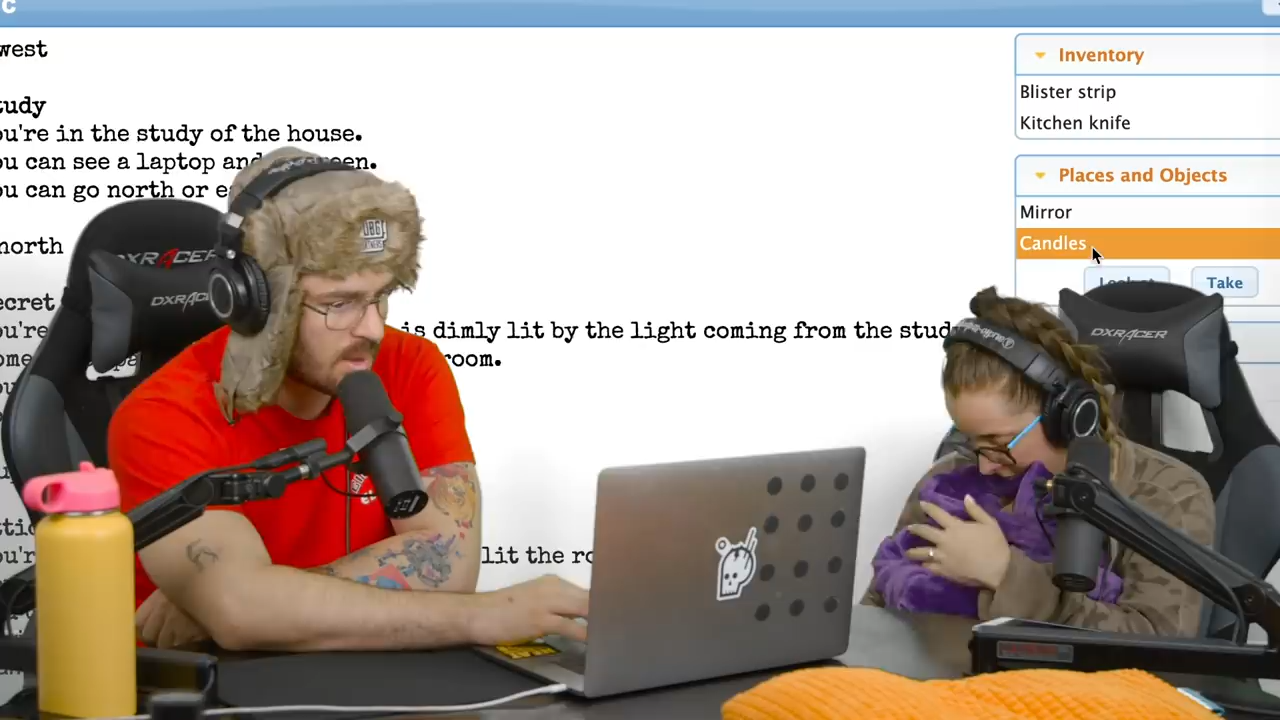 c
west
tudy
ou're in the study of the house.
ou can see a laptop and
ou can go north or e
north
ecret
ou're is dimly lit by the light coming from the stud
ome room.
ou'r lit the ro
Inventory
Blister strip
Kitchen knife
Places and Objects
Mirror
Candles
Take
DXRACER
DXRACER